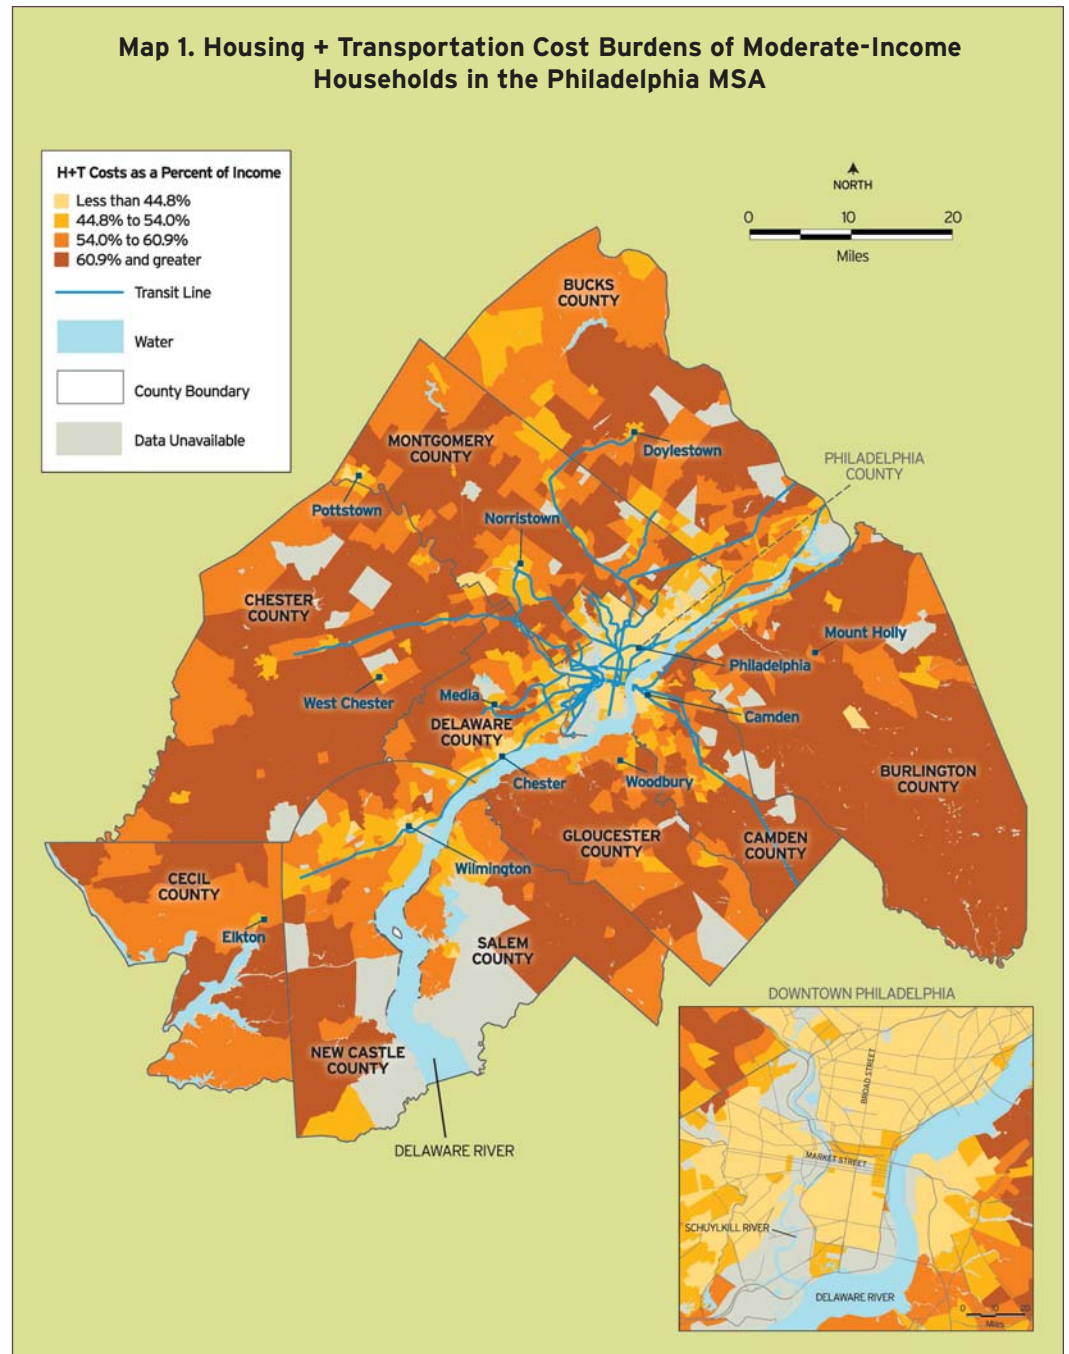 Map 1. Housing + Transportation Cost Burdens of Moderate-Income
Households in the Philadelphia MSA
H+T Costs as a Percent of Income
Less than 44.8%
44.8% to 54.0%
54.0% to 60.9%
60.9% and greater
Transit Line
Water
County Boundary
Data Unavailable
NORTH
0 10 20
Miles
BUCKS
COUNTY
MONTGOMERY
COUNTY
Doylestown
PHILADELPHIA
COUNTY
Pottstown
Norristown
CHESTER
COUNTY
Mount Holly
Philadelphia
West Chester
Media
Camden
DELAWARE
COUNTY
Chester
Woodbury
BURLINGTON
COUNTY
GLOUCESTER
COUNTY
CAMDEN
COUNTY
Wilmington
CECIL
COUNTY
Elkton
SALEM
COUNTY
NEW CASTLE
COUNTY
DELAWARE RIVER
DOWNTOWN PHILADELPHIA
BROAD STREET
MARKET STREET
SCHUYLKILL RIVER
DELAWARE RIVER
0 10 20
Miles